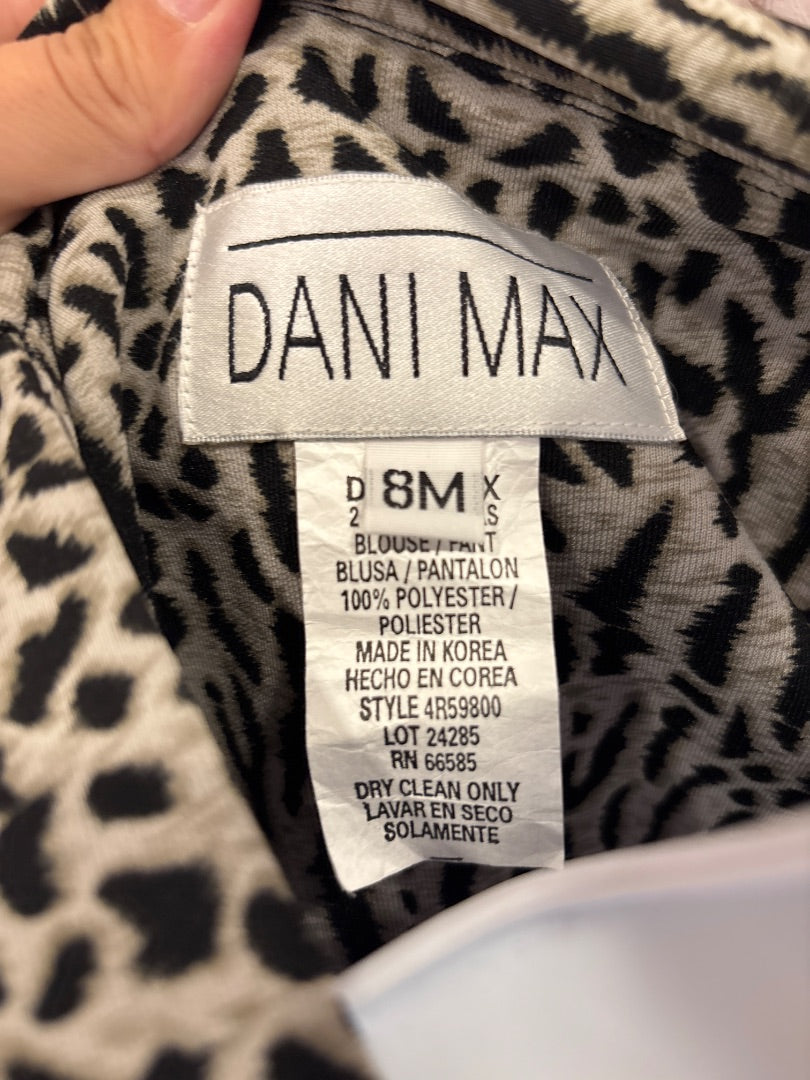 DANI MAX
8M
D X
2 S
BLOUSE / PANT
BLUSA / PANTALON
100% POLYESTER /
POLIESTER
MADE IN KOREA
HECHO EN COREA
STYLE 4R59800
LOT 24285
RN 66585
DRY CLEAN ONLY
LAVAR EN SECO
SOLAMENTE